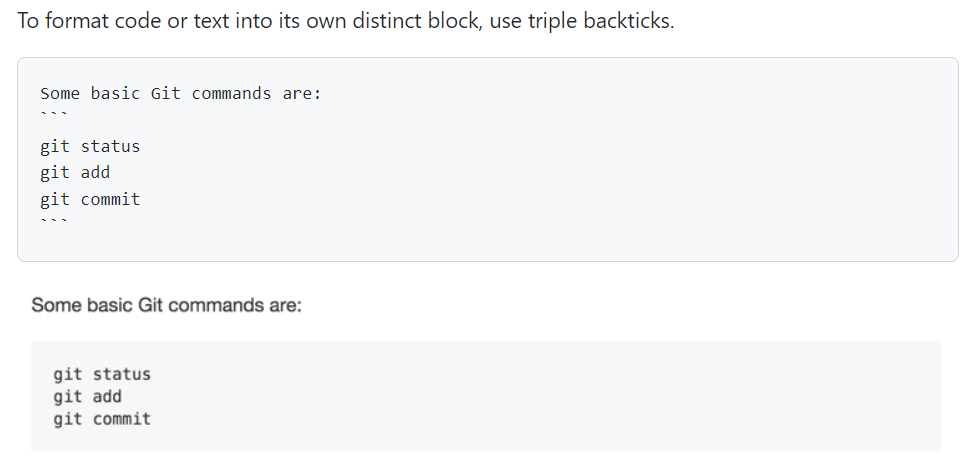 To format code or text into its own distinct block, use triple backticks.
Some basic Git commands are:
```
git status
git add
git commit
```
Some basic Git commands are:
git status
git add
git commit